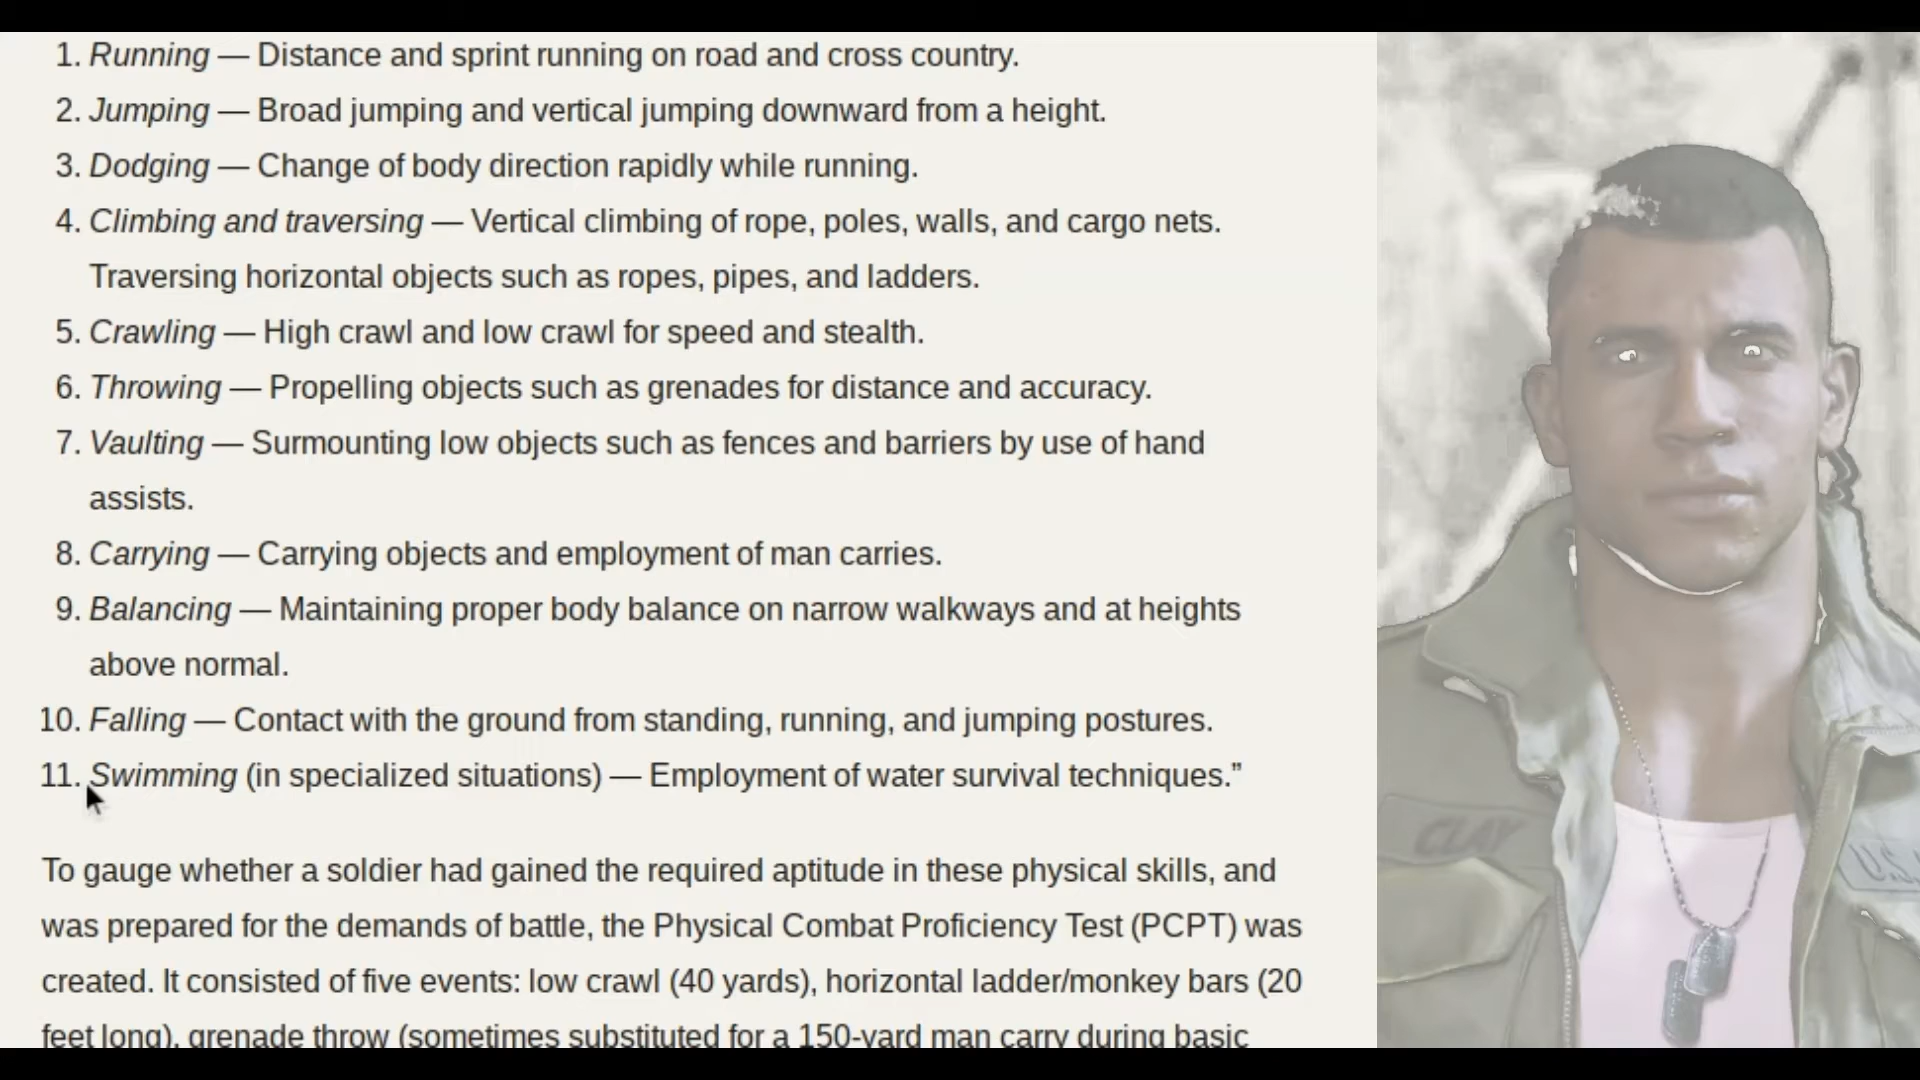 1. Running — Distance and sprint running on road and cross country.
2. Jumping — Broad jumping and vertical jumping downward from a height.
3. Dodging — Change of body direction rapidly while running.
4. Climbing and traversing — Vertical climbing of rope, poles, walls, and cargo nets.
Traversing horizontal objects such as ropes, pipes, and ladders.
5. Crawling — High crawl and low crawl for speed and stealth.
6. Throwing — Propelling objects such as grenades for distance and accuracy.
7. Vaulting — Surmounting low objects such as fences and barriers by use of hand
assists.
8. Carrying — Carrying objects and employment of man carries.
9. Balancing — Maintaining proper body balance on narrow walkways and at heights
above normal.
10. Falling — Contact with the ground from standing, running, and jumping postures.
11. Swimming (in specialized situations) — Employment of water survival techniques.”
To gauge whether a soldier had gained the required aptitude in these physical skills, and
was prepared for the demands of battle, the Physical Combat Proficiency Test (PCPT) was
created. It consisted of five events: low crawl (40 yards), horizontal ladder/monkey bars (20
feet long), grenade throw (sometimes substituted for a 150-yard man carry during basic
CLAY
U.S.